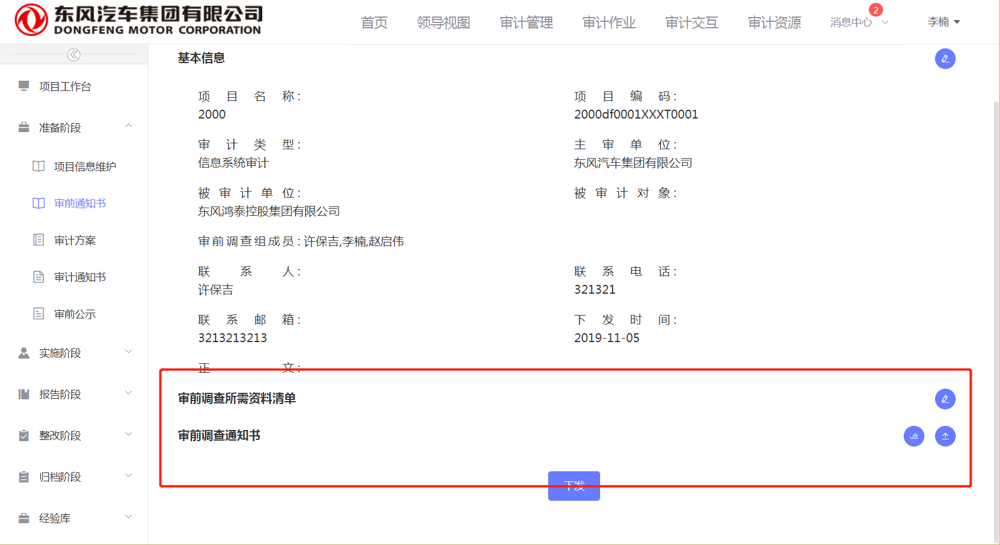 东风汽车集团有限公司
DONGFENG MOTOR CORPORATION
首页 领导视图 审计管理 审计作业 审计交互 审计资源 消息中心 2 李楠
项目工作台
准备阶段
项目信息维护
审前通知书
审计方案
审计通知书
审前公示
实施阶段
报告阶段
整改阶段
归档阶段
经验库
基本信息
项目名称: 项目编码:
2000 2000df0001XXXT0001
审计类型: 主审单位:
信息系统审计 东风汽车集团有限公司
被审计单位: 被审计对象:
东风鸿泰控股集团有限公司
审前调查组成员: 许保吉,李楠,赵启伟
联系人: 联系电话:
许保吉 321321
联系邮箱: 下发时间:
3213213213 2019-11-05
正文:
审前调查所需资料清单
审前调查通知书
下发